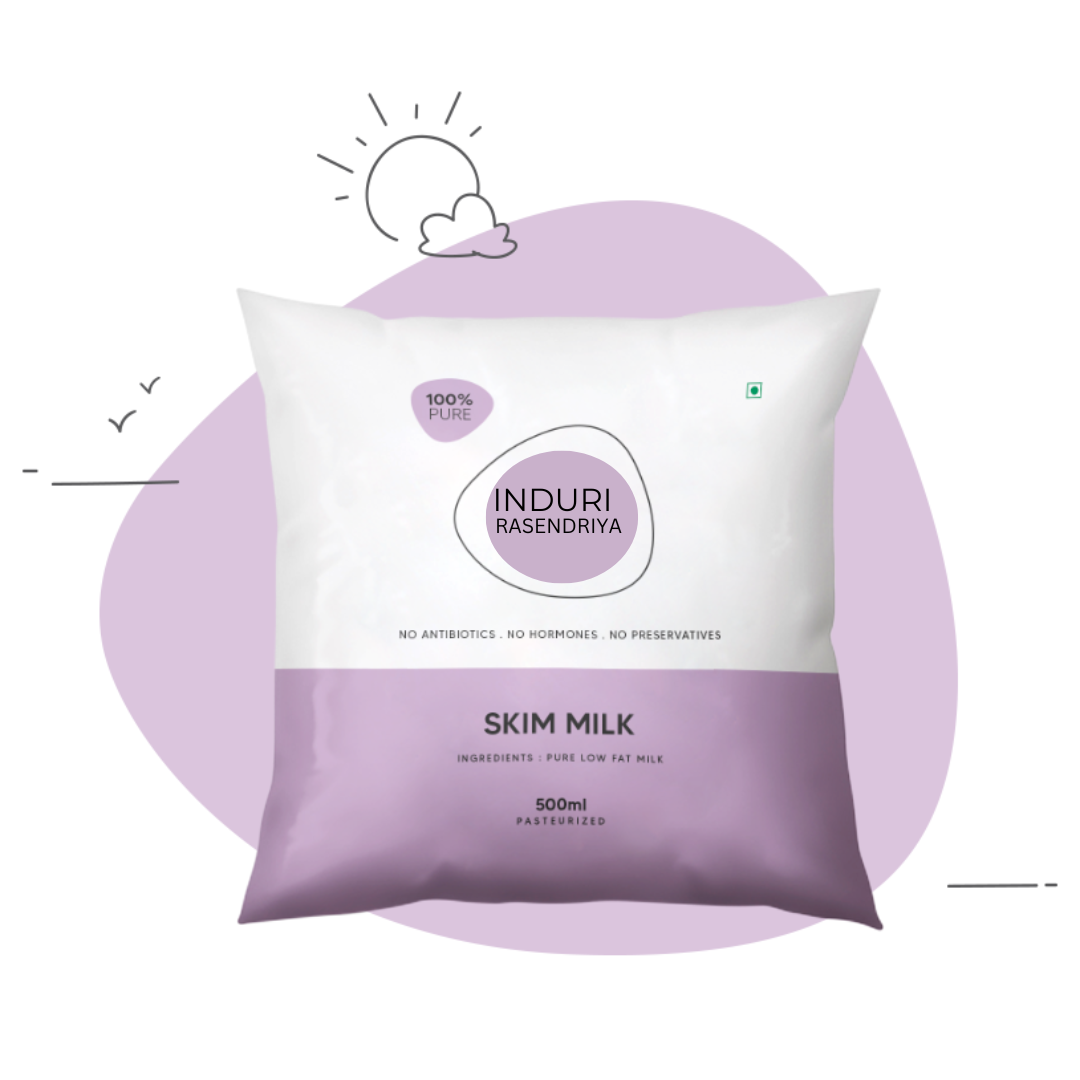 100%
PURE
INDURI
RASENDRIYA
NO ANTIBIOTICS . NO HORMONES . NO PRESERVATIVES
SKIM MILK
INGREDIENTS : PURE LOW FAT MILK
500ml
PASTEURIZED